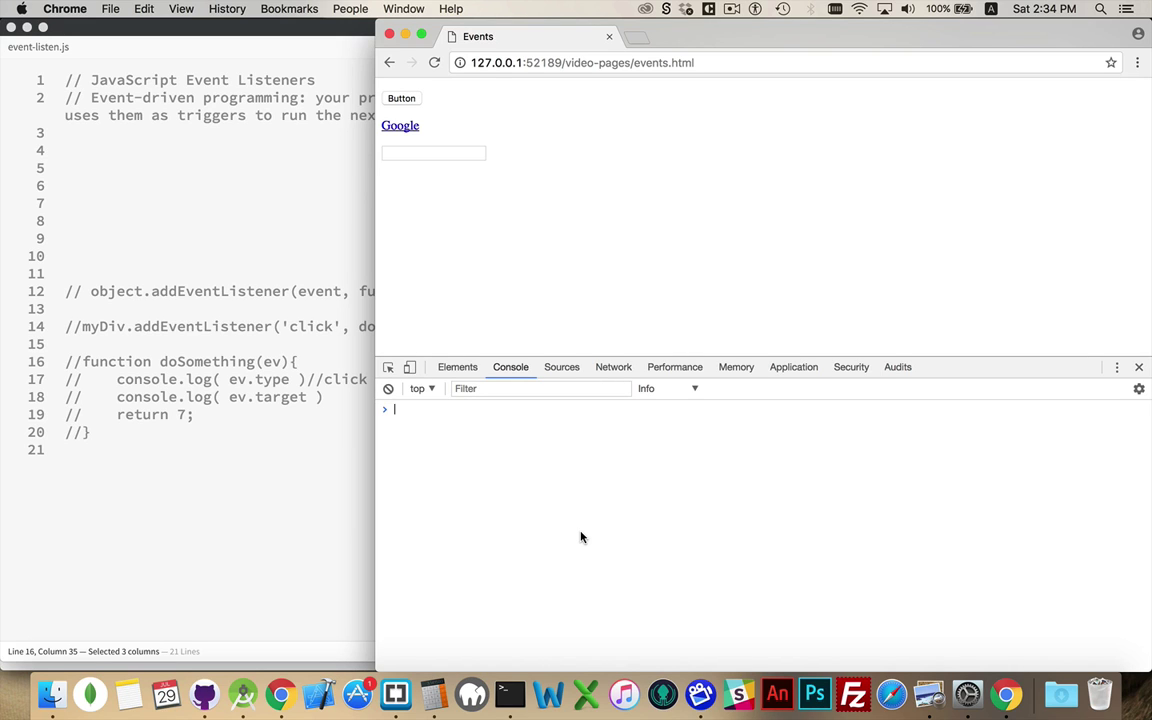 Chrome File Edit View History Bookmarks People Window Help 100% A Sat 2:34 PM
event-listen.js
Events
127.0.0.1:52189/video-pages/events.html
1 // JavaScript Event Listeners
2 // Event-driven programming: your pr
uses them as triggers to run the nex
3
4
5
6
7
8
9
10
11
12 // object.addEventListener(event, fu
13
14 //myDiv.addEventListener('click', do
15
16 //function doSomething(ev){
17 // console.log( ev.type )//click
18 // console.log( ev.target )
19 // return 7;
20 //}
21
Button
Google
Elements Console Sources Network Performance Memory Application Security Audits
top Filter Info
Line 16, Column 35 — Selected 3 columns — 21 Lines
JUL
29
1
An
Ps
Fz